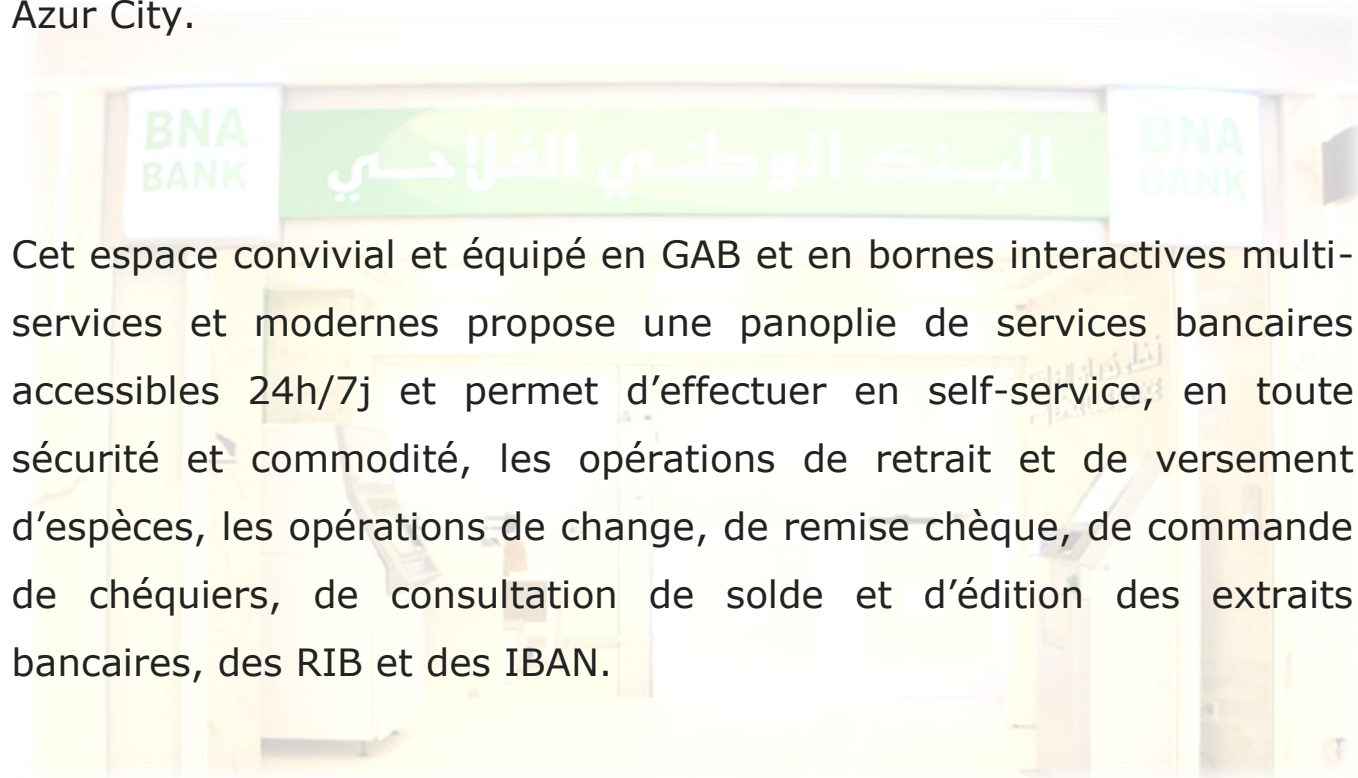 Azur City.
BNA
BANK
البنك الوطني الفلاحي
BNA
BANK
Cet espace convivial et équipé en GAB et en bornes interactives multi-
services et modernes propose une panoplie de services bancaires
accessibles 24h/7j et permet d’effectuer en self-service, en toute
sécurité et commodité, les opérations de retrait et de versement
d’espèces, les opérations de change, de remise chèque, de commande
de chéquiers, de consultation de solde et d’édition des extraits
bancaires, des RIB et des IBAN.